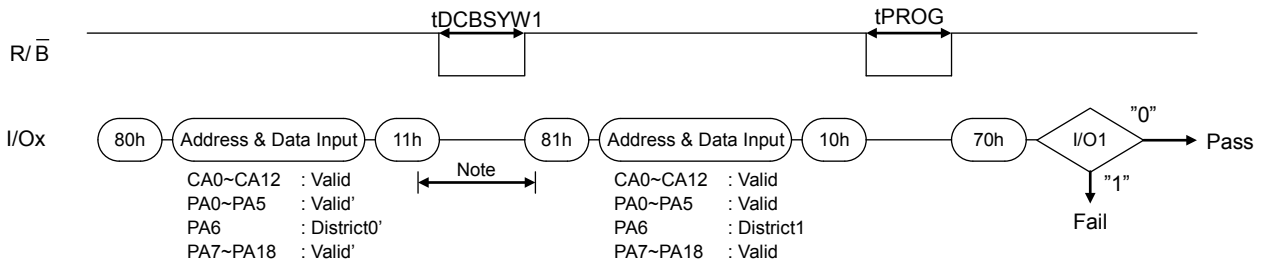 tDCBSYW1
tPROG
R/ B̅
I/Ox
80h
Address & Data Input
11h
81h
Address & Data Input
10h
70h
I/O1
”0”
Pass
Note
”1”
Fail
CA0~CA12 : Valid
PA0~PA5 : Valid’
PA6 : District0’
PA7~PA18 : Valid’
CA0~CA12 : Valid
PA0~PA5 : Valid
PA6 : District1
PA7~PA18 : Valid